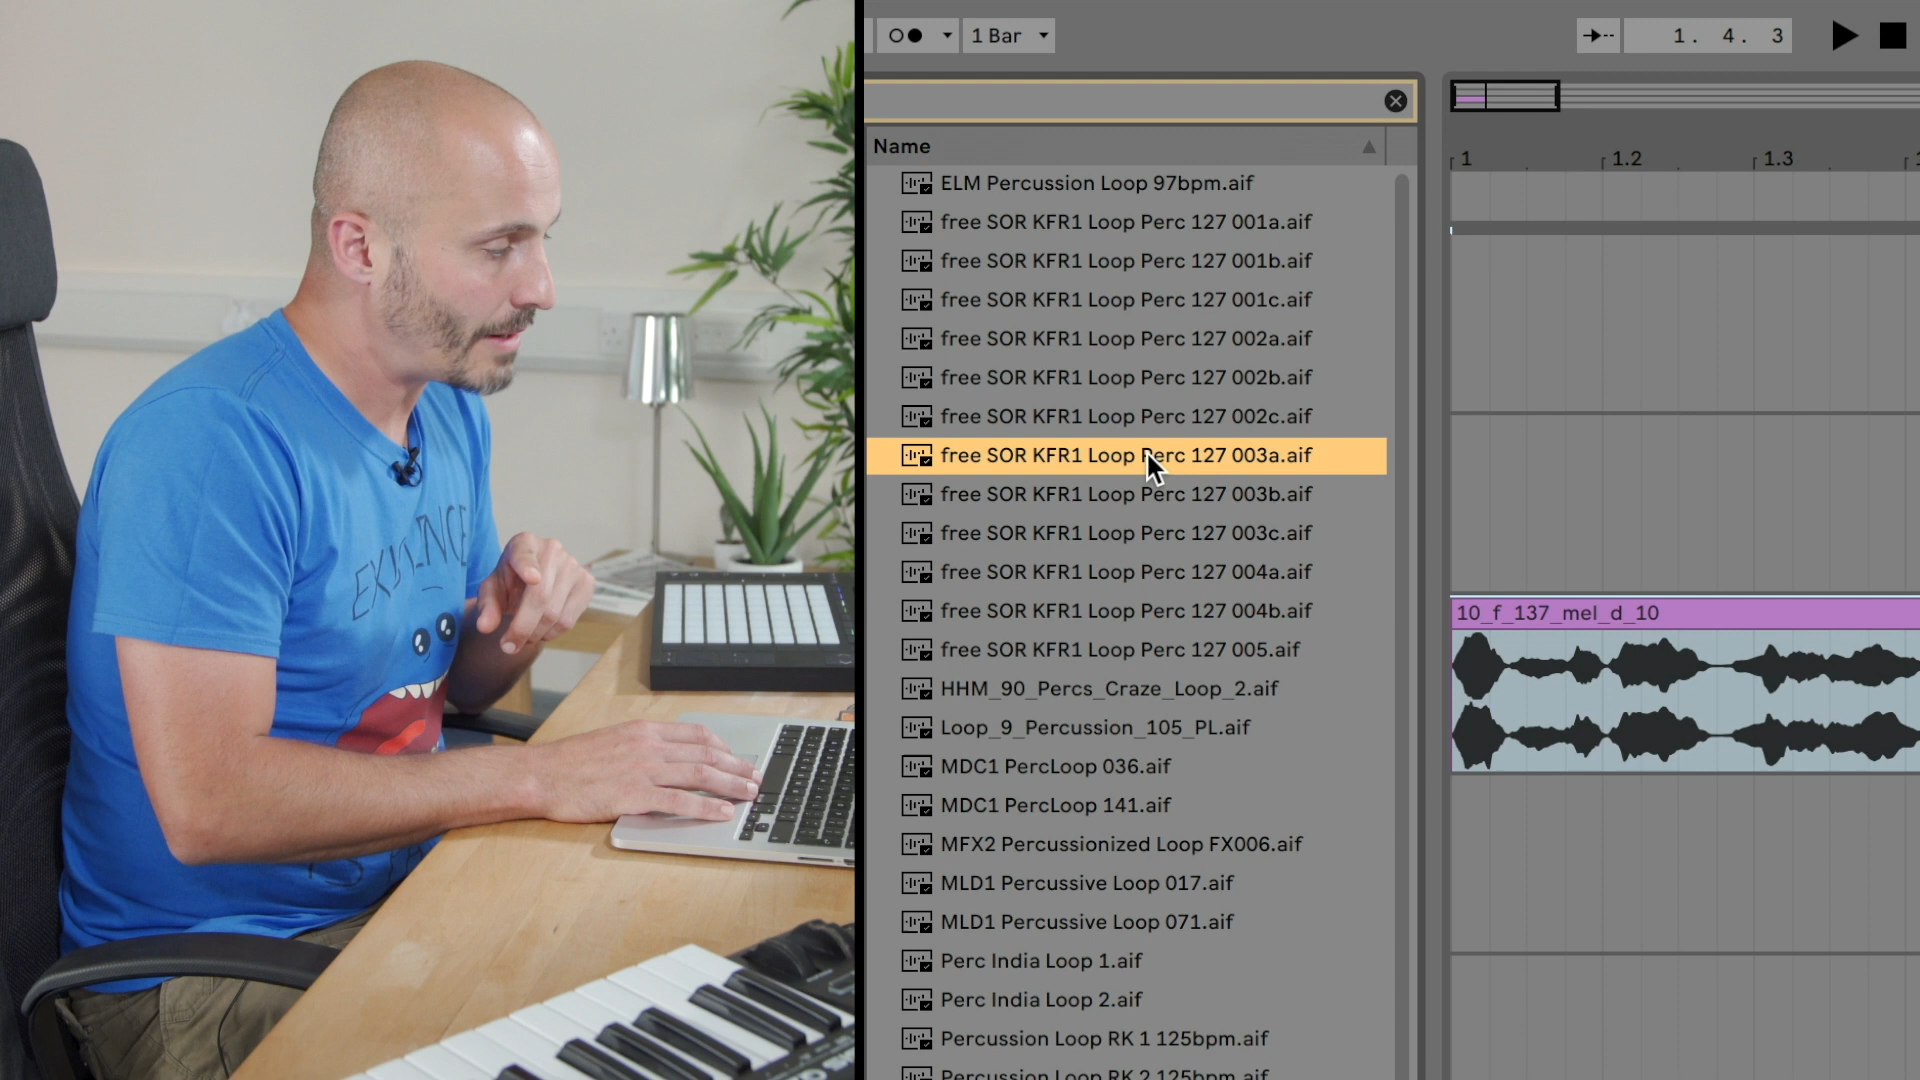 1 Bar
1. 4. 3
Name
1
1.2
1.3
ELM Percussion Loop 97bpm.aif
free SOR KFR1 Loop Perc 127 001a.aif
free SOR KFR1 Loop Perc 127 001b.aif
free SOR KFR1 Loop Perc 127 001c.aif
free SOR KFR1 Loop Perc 127 002a.aif
free SOR KFR1 Loop Perc 127 002b.aif
free SOR KFR1 Loop Perc 127 002c.aif
free SOR KFR1 Loop Perc 127 003a.aif
free SOR KFR1 Loop Perc 127 003b.aif
free SOR KFR1 Loop Perc 127 003c.aif
free SOR KFR1 Loop Perc 127 004a.aif
free SOR KFR1 Loop Perc 127 004b.aif
free SOR KFR1 Loop Perc 127 005.aif
HHM_90_Percs_Craze_Loop_2.aif
Loop_9_Percussion_105_PL.aif
MDC1 PercLoop 036.aif
MDC1 PercLoop 141.aif
MFX2 Percussionized Loop FX006.aif
MLD1 Percussive Loop 017.aif
MLD1 Percussive Loop 071.aif
Perc India Loop 1.aif
Perc India Loop 2.aif
Percussion Loop RK 1 125bpm.aif
Percussion Loop RK 2 125bpm.aif
10_f_137_mel_d_10